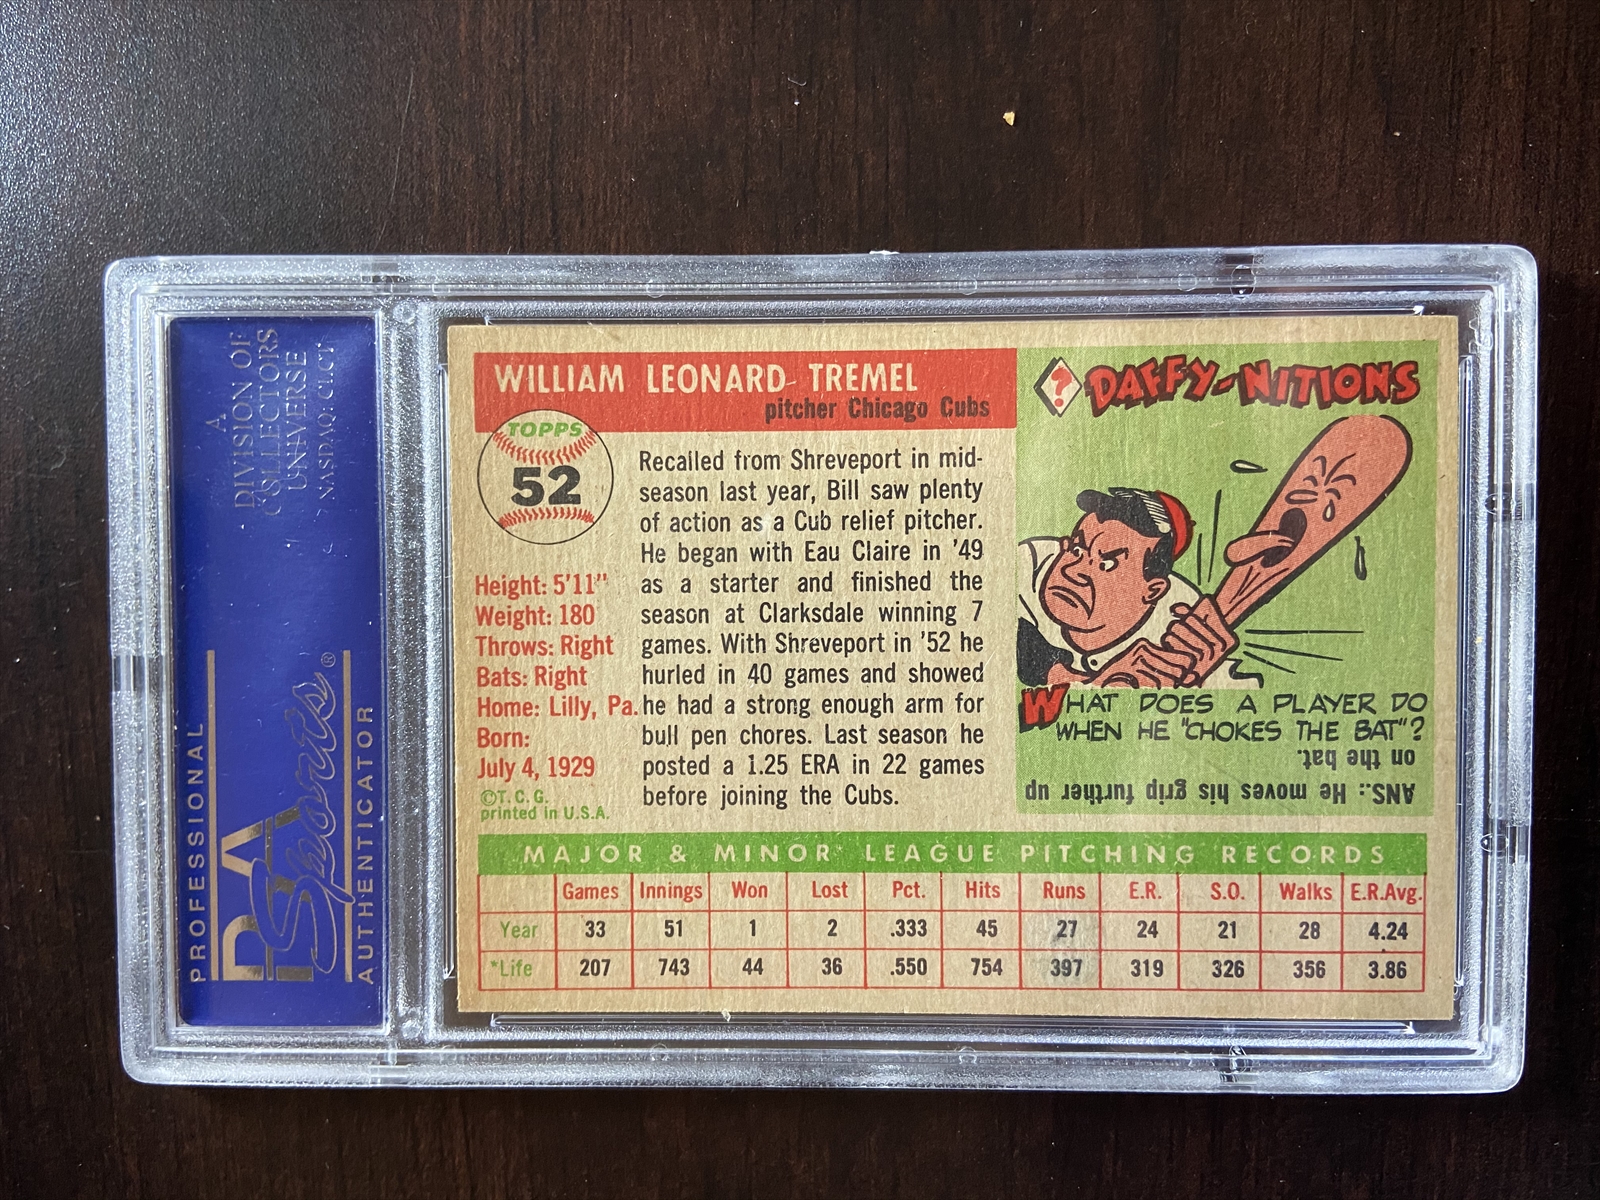 A
DIVISION OF
COLLECTORS
UNIVERSE
NASDAQ: CLCT
PROFESSIONAL
PSA
Sports®
AUTHENTICATOR
WILLIAM LEONARD TREMEL
pitcher Chicago Cubs
TOPPS
52
Height: 5'11"
Weight: 180
Throws: Right
Bats: Right
Home: Lilly, Pa.
Born:
July 4, 1929
©T. C. G.
printed in U.S.A.
Recalled from Shreveport in mid-
season last year, Bill saw plenty
of action as a Cub relief pitcher.
He began with Eau Claire in '49
as a starter and finished the
season at Clarksdale winning 7
games. With Shreveport in '52 he
hurled in 40 games and showed
he had a strong enough arm for
bull pen chores. Last season he
posted a 1.25 ERA in 22 games
before joining the Cubs.
? DAFFY-NITIONS
WHAT DOES A PLAYER DO
WHEN HE "CHOKES THE BAT"?
ANS.: He moves his grip further up
on the bat.
MAJOR & MINOR LEAGUE PITCHING RECORDS
Games Innings Won Lost Pct. Hits Runs E.R. S.O. Walks E.R.Avg.
Year 33 51 1 2 .333 45 27 24 21 28 4.24
*Life 207 743 44 36 .550 754 397 319 326 356 3.86